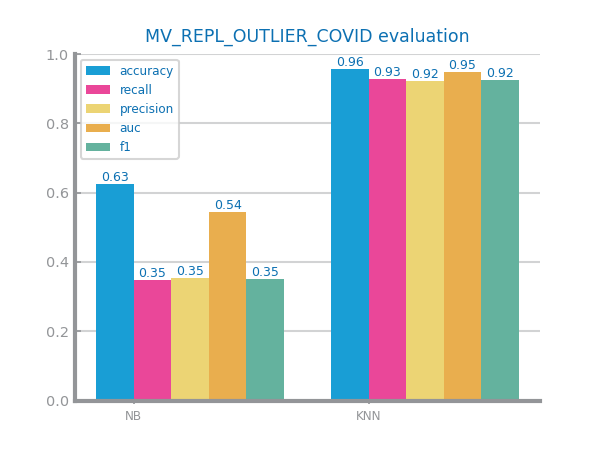 MV_REPL_OUTLIER_COVID evaluation
1.0
0.8
0.6
0.4
0.2
0.0
accuracy
recall
precision
auc
f1
0.63
0.35
0.35
0.54
0.35
0.96
0.93
0.92
0.95
0.92
NB
KNN